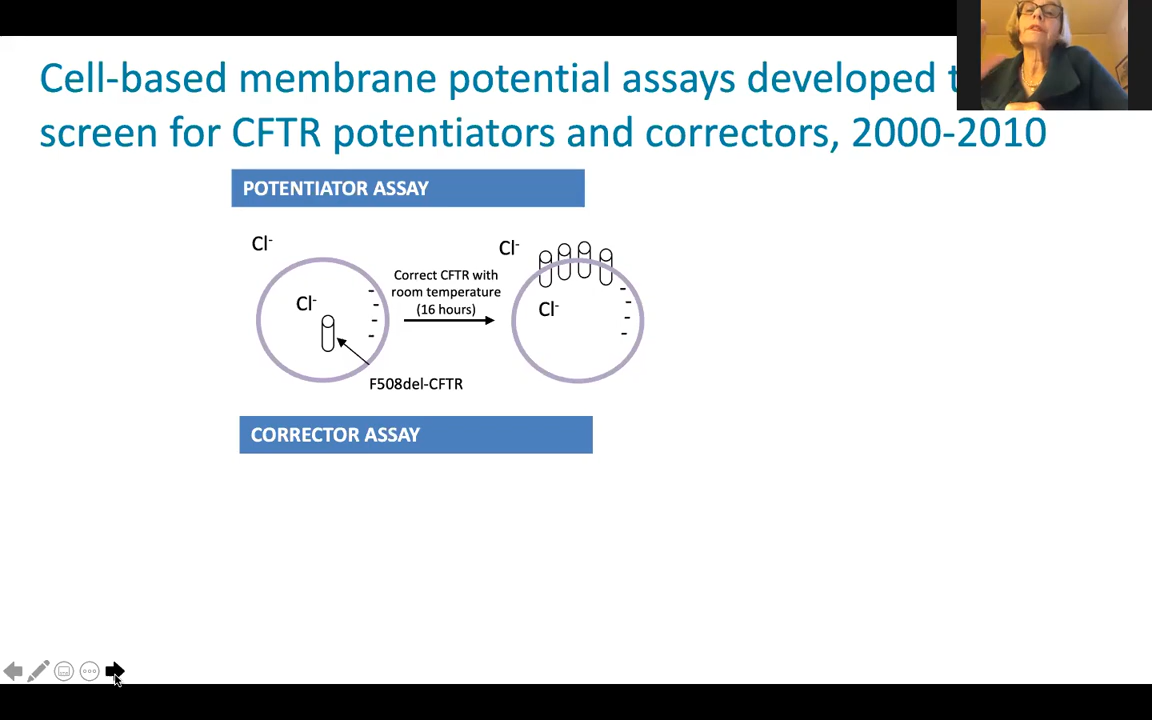 Cell-based membrane potential assays developed
screen for CFTR potentiators and correctors, 2000-2010
POTENTIATOR ASSAY
Cl-
Cl-
F508del-CFTR
Correct CFTR with
room temperature
(16 hours)
Cl-
Cl-
CORRECTOR ASSAY